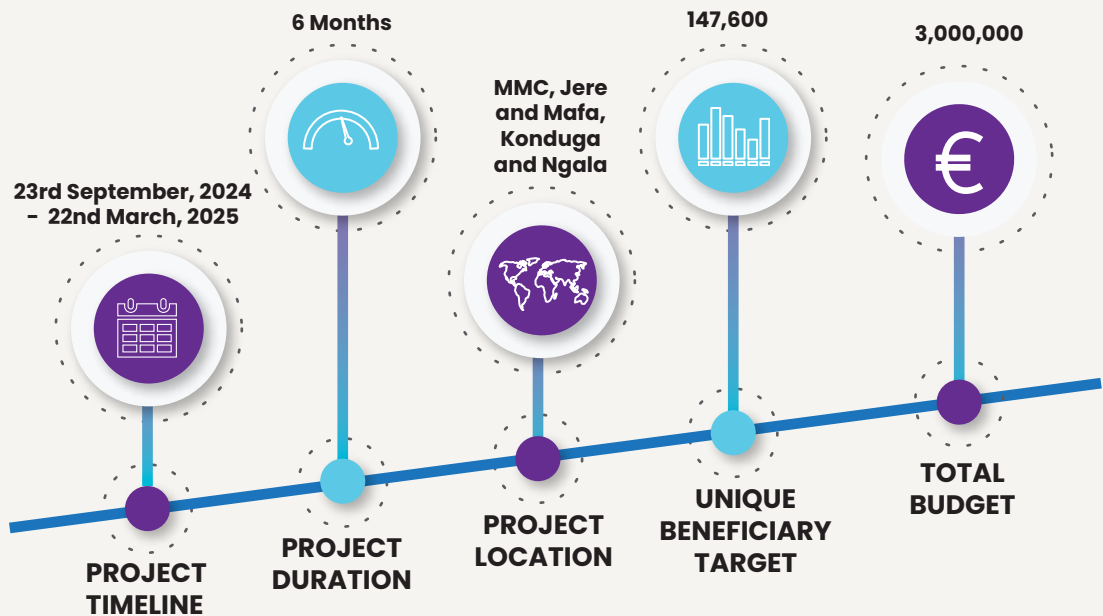 23rd September, 2024
- 22nd March, 2025
PROJECT
TIMELINE
6 Months
PROJECT
DURATION
MMC, Jere
and Mafa,
Konduga
and Ngala
PROJECT
LOCATION
147,600
UNIQUE
BENEFICIARY
TARGET
3,000,000
€
TOTAL
BUDGET